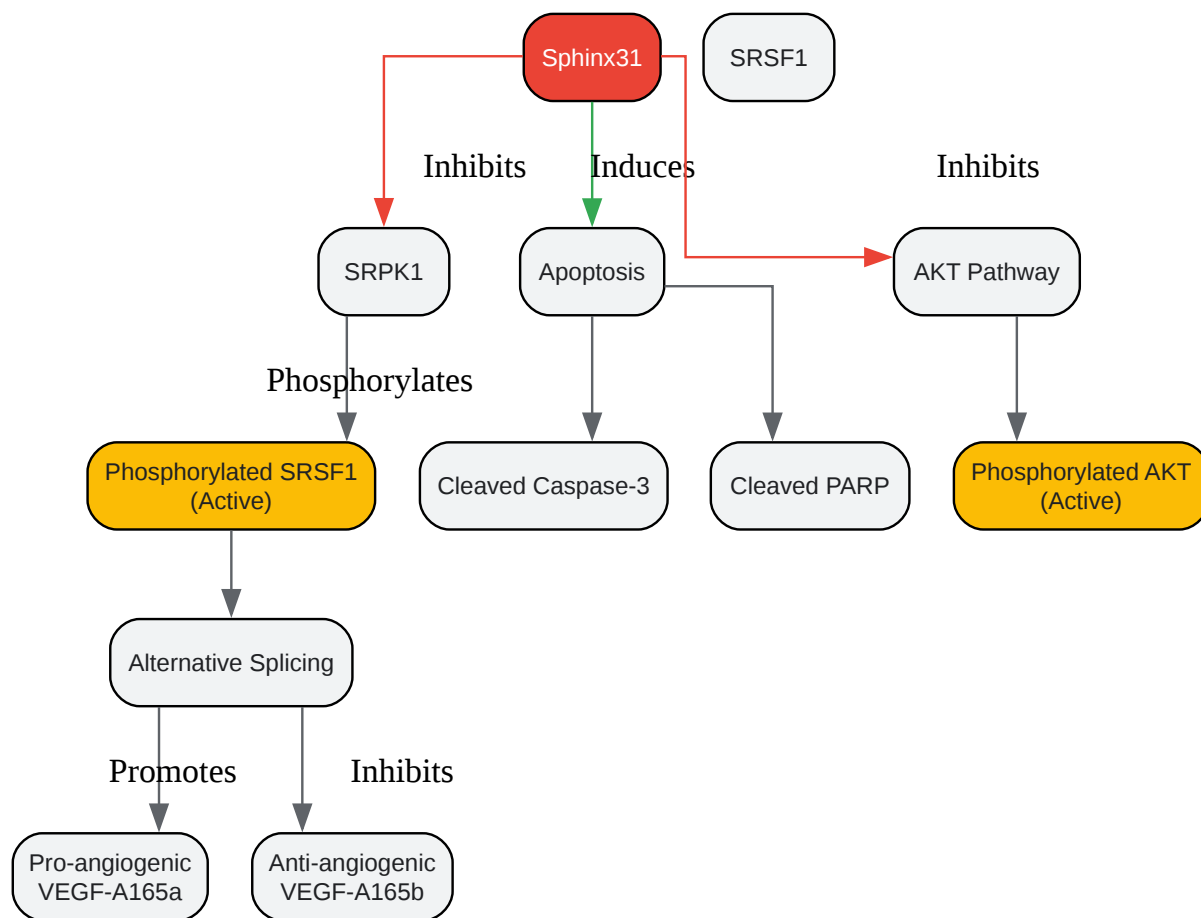 Sphinx31
SRSF1
Inhibits
Induces
Inhibits
SRPK1
Apoptosis
AKT Pathway
Phosphorylates
Phosphorylated SRSF1
(Active)
Cleaved Caspase-3
Cleaved PARP
Phosphorylated AKT
(Active)
Alternative Splicing
Promotes
Inhibits
Pro-angiogenic
VEGF-A165a
Anti-angiogenic
VEGF-A165b